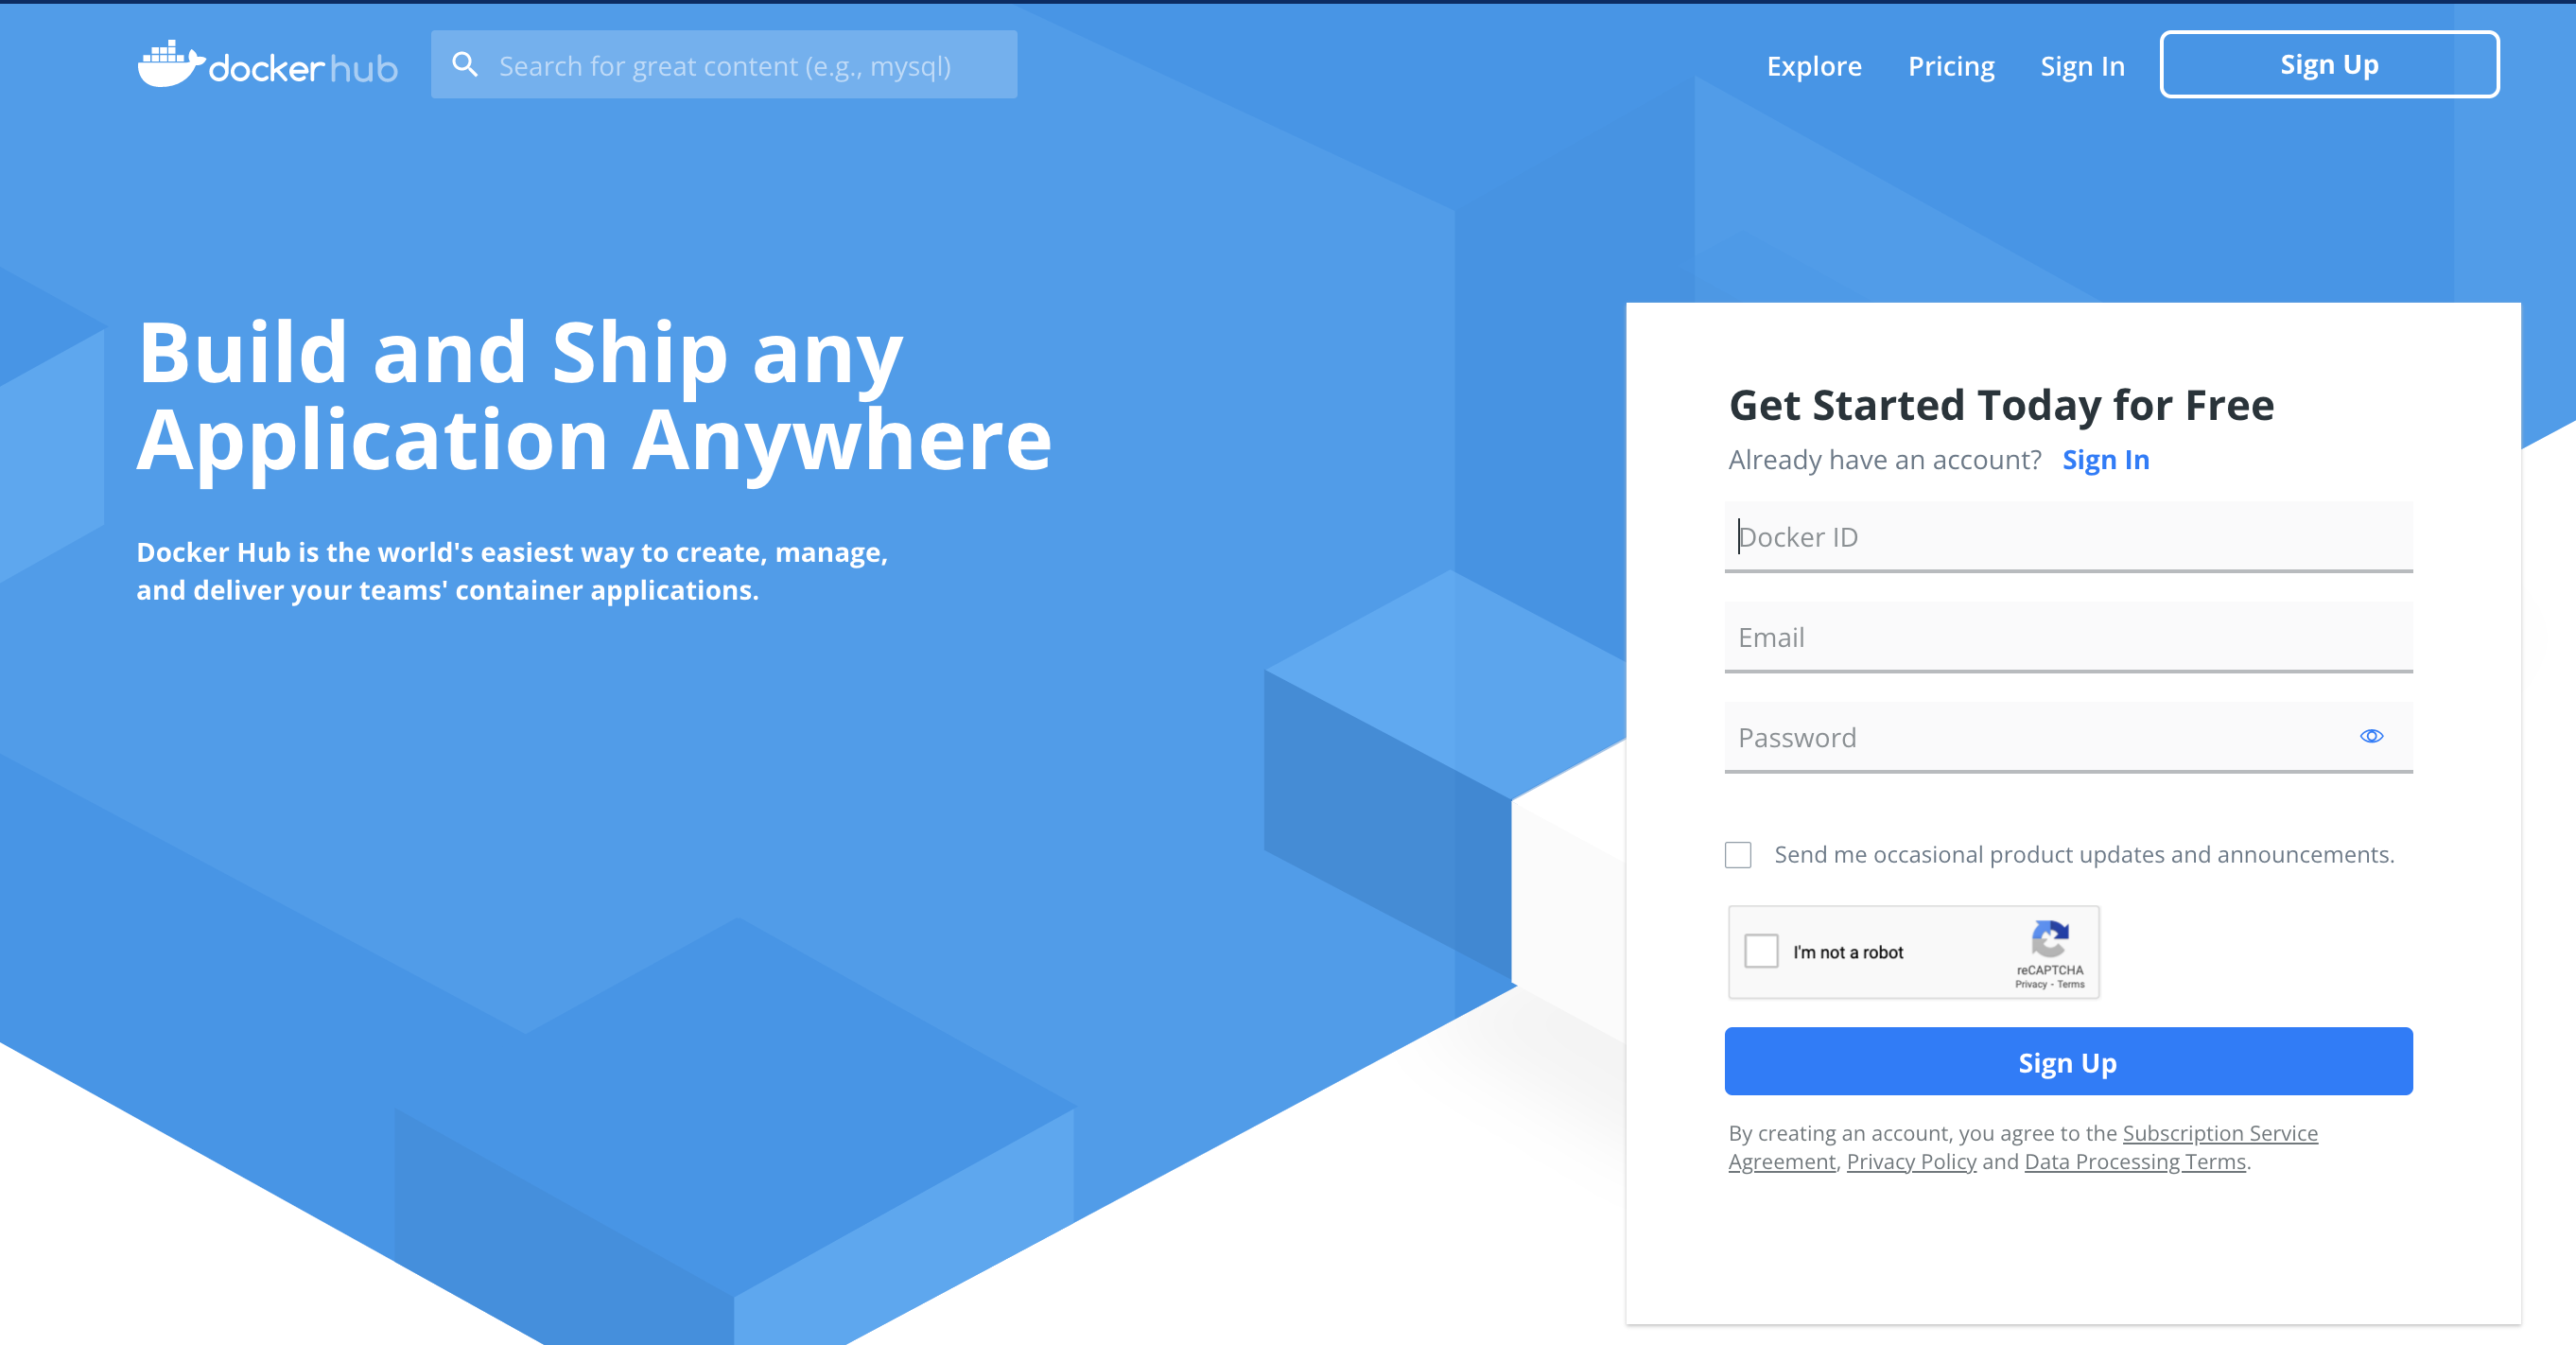 docker hub
Search for great content (e.g., mysql)
Explore
Pricing
Sign In
Sign Up
Build and Ship any
Application Anywhere
Docker Hub is the world's easiest way to create, manage,
and deliver your teams' container applications.
Get Started Today for Free
Already have an account? Sign In
Docker ID
Email
Password
Send me occasional product updates and announcements.
I'm not a robot
reCAPTCHA
Privacy - Terms
Sign Up
By creating an account, you agree to the Subscription Service
Agreement, Privacy Policy and Data Processing Terms.